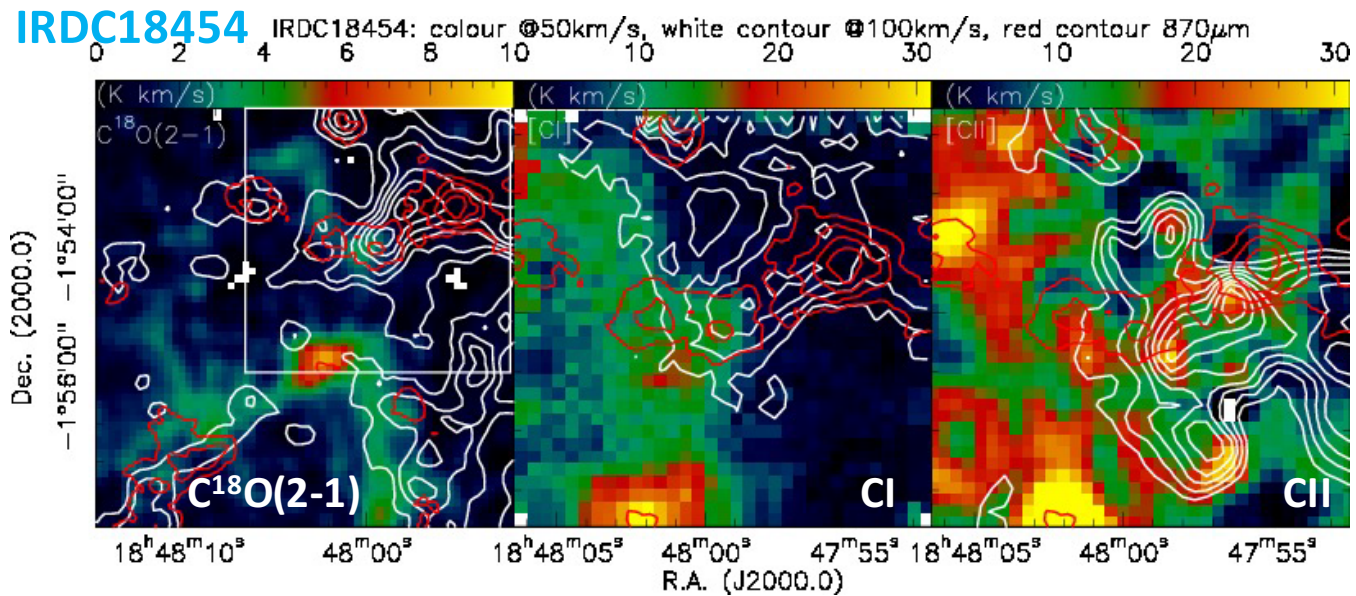 IRDC18454 IRDC18454: colour @50km/s, white contour @100km/s, red contour 870μm
0 2 4 6 8 10 10 20 30 10 20 30
(K km/s) (K km/s) (K km/s)
C¹⁸O(2−1) [CI] [CII]
Dec. (2000.0)
−1°54'00"
−1°56'00"
C¹⁸O(2-1) CI CII
18ʰ48ᵐ10ˢ 48ᵐ00ˢ 18ʰ48ᵐ05ˢ 48ᵐ00ˢ 47ᵐ55ˢ 18ʰ48ᵐ05ˢ 48ᵐ00ˢ 47ᵐ55ˢ
R.A. (J2000.0)